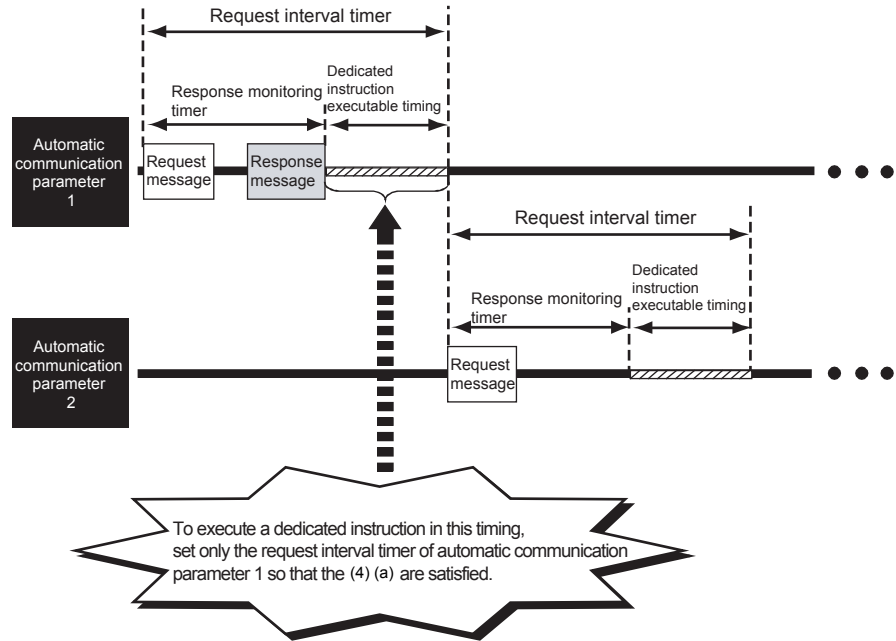 Request interval timer
Response monitoring
timer
Dedicated
instruction
executable timing
Automatic
communication
parameter
1
Request
message
Response
message
Request interval timer
Response monitoring
timer
Dedicated
instruction
executable timing
Automatic
communication
parameter
2
Request
message
To execute a dedicated instruction in this timing,
set only the request interval timer of automatic communication
parameter 1 so that the (4) (a) are satisfied.